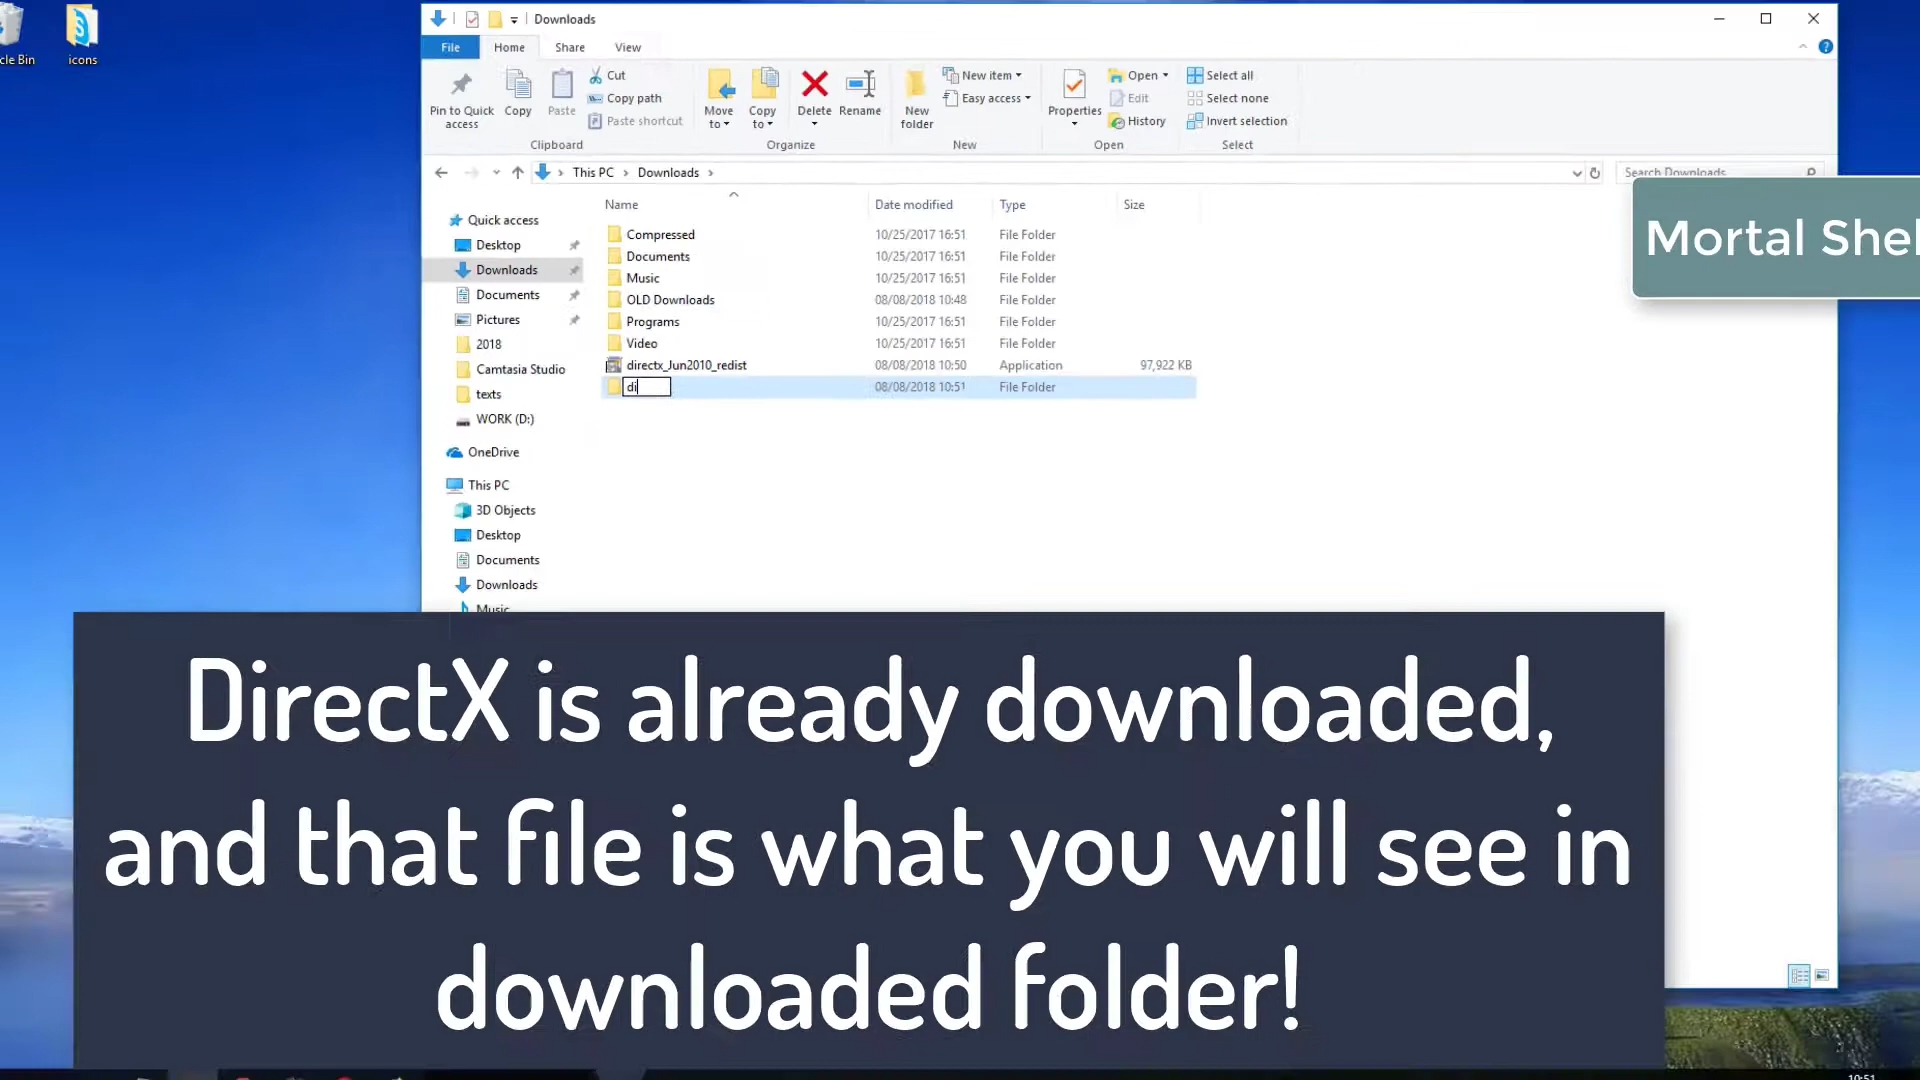 cle Bin
icons
Downloads
File
Home
Share
View
Pin to Quick access
Copy
Paste
Cut
Copy path
Paste shortcut
Clipboard
Move to
Copy to
Delete
Rename
Organize
New folder
New item
Easy access
New
Properties
Open
Edit
History
Open
Select all
Select none
Invert selection
Select
This PC > Downloads >
Search Downloads
Mortal Shel
Name Date modified Type Size
Quick access
Desktop
Downloads
Documents
Pictures
2018
Camtasia Studio
texts
WORK (D:)
OneDrive
This PC
3D Objects
Desktop
Documents
Downloads
Music
Compressed 10/25/2017 16:51 File Folder
Documents 10/25/2017 16:51 File Folder
Music 10/25/2017 16:51 File Folder
OLD Downloads 08/08/2018 10:48 File Folder
Programs 10/25/2017 16:51 File Folder
Video 10/25/2017 16:51 File Folder
directx_Jun2010_redist 08/08/2018 10:50 Application 97,922 KB
di 08/08/2018 10:51 File Folder
DirectX is already downloaded,
and that file is what you will see in
downloaded folder!
10:51